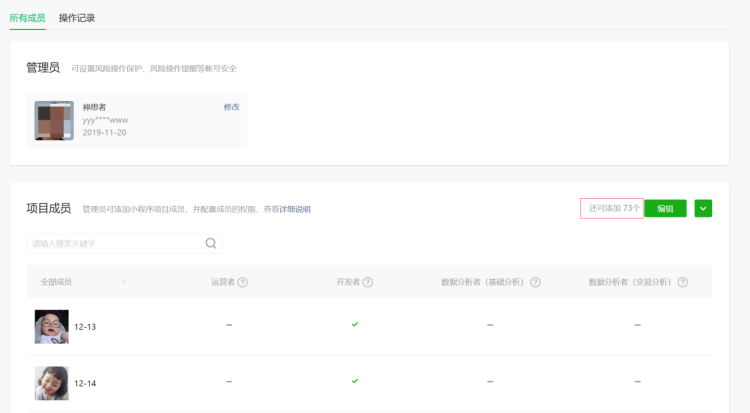 所有成员 操作记录
管理员 可设置风险操作保护、风险操作提醒等帐号安全
神想者 修改
yyy****www
2019-11-20
项目成员 管理员可添加小程序项目成员，并配置成员的权限，查看详细说明 还可添加 73个 编辑
请输入搜索关键字
全部成员 运营者 ? 开发者 ? 数据分析者（基础分析） ? 数据分析者（交易分析） ?
12-13 – ✓ – –
12-14 – ✓ – –